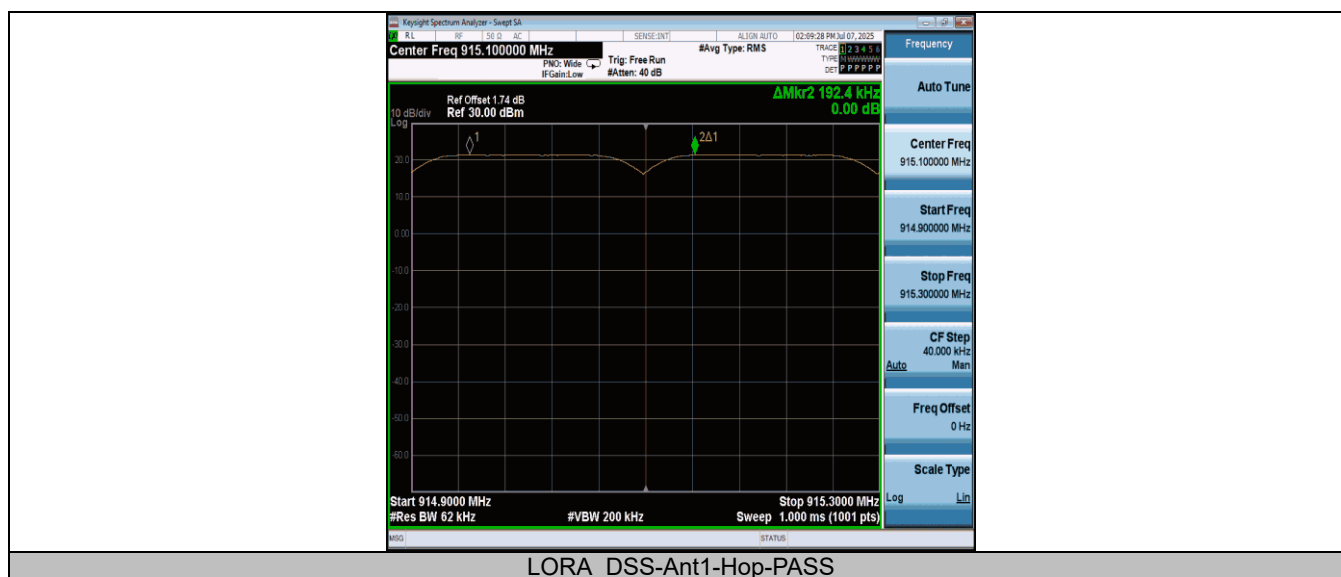 Keysight Spectrum Analyzer - Swept SA
RL RF 50 Ω AC SENSE:INT ALIGN AUTO 02:09:28 PM Jul 07, 2025
Center Freq 915.100000 MHz #Avg Type: RMS TRACE 1 2 3 4 5 6
PNO: Wide Trig: Free Run TYPE M WWWWW
IFGain:Low #Atten: 40 dB DET P P P P P P
Frequency
Auto Tune
Center Freq
915.100000 MHz
Start Freq
914.900000 MHz
Stop Freq
915.300000 MHz
CF Step
40.000 kHz
Auto Man
Freq Offset
0 Hz
Scale Type
Log Lin
ΔMkr2 192.4 kHz
0.00 dB
Ref Offset 1.74 dB
10 dB/div Ref 30.00 dBm
Log
1
2Δ1
20.0
10.0
0.00
-10.0
-20.0
-30.0
-40.0
-50.0
-60.0
Start 914.9000 MHz Stop 915.3000 MHz
#Res BW 62 kHz #VBW 200 kHz Sweep 1.000 ms (1001 pts)
MSG STATUS
LORA_DSS-Ant1-Hop-PASS